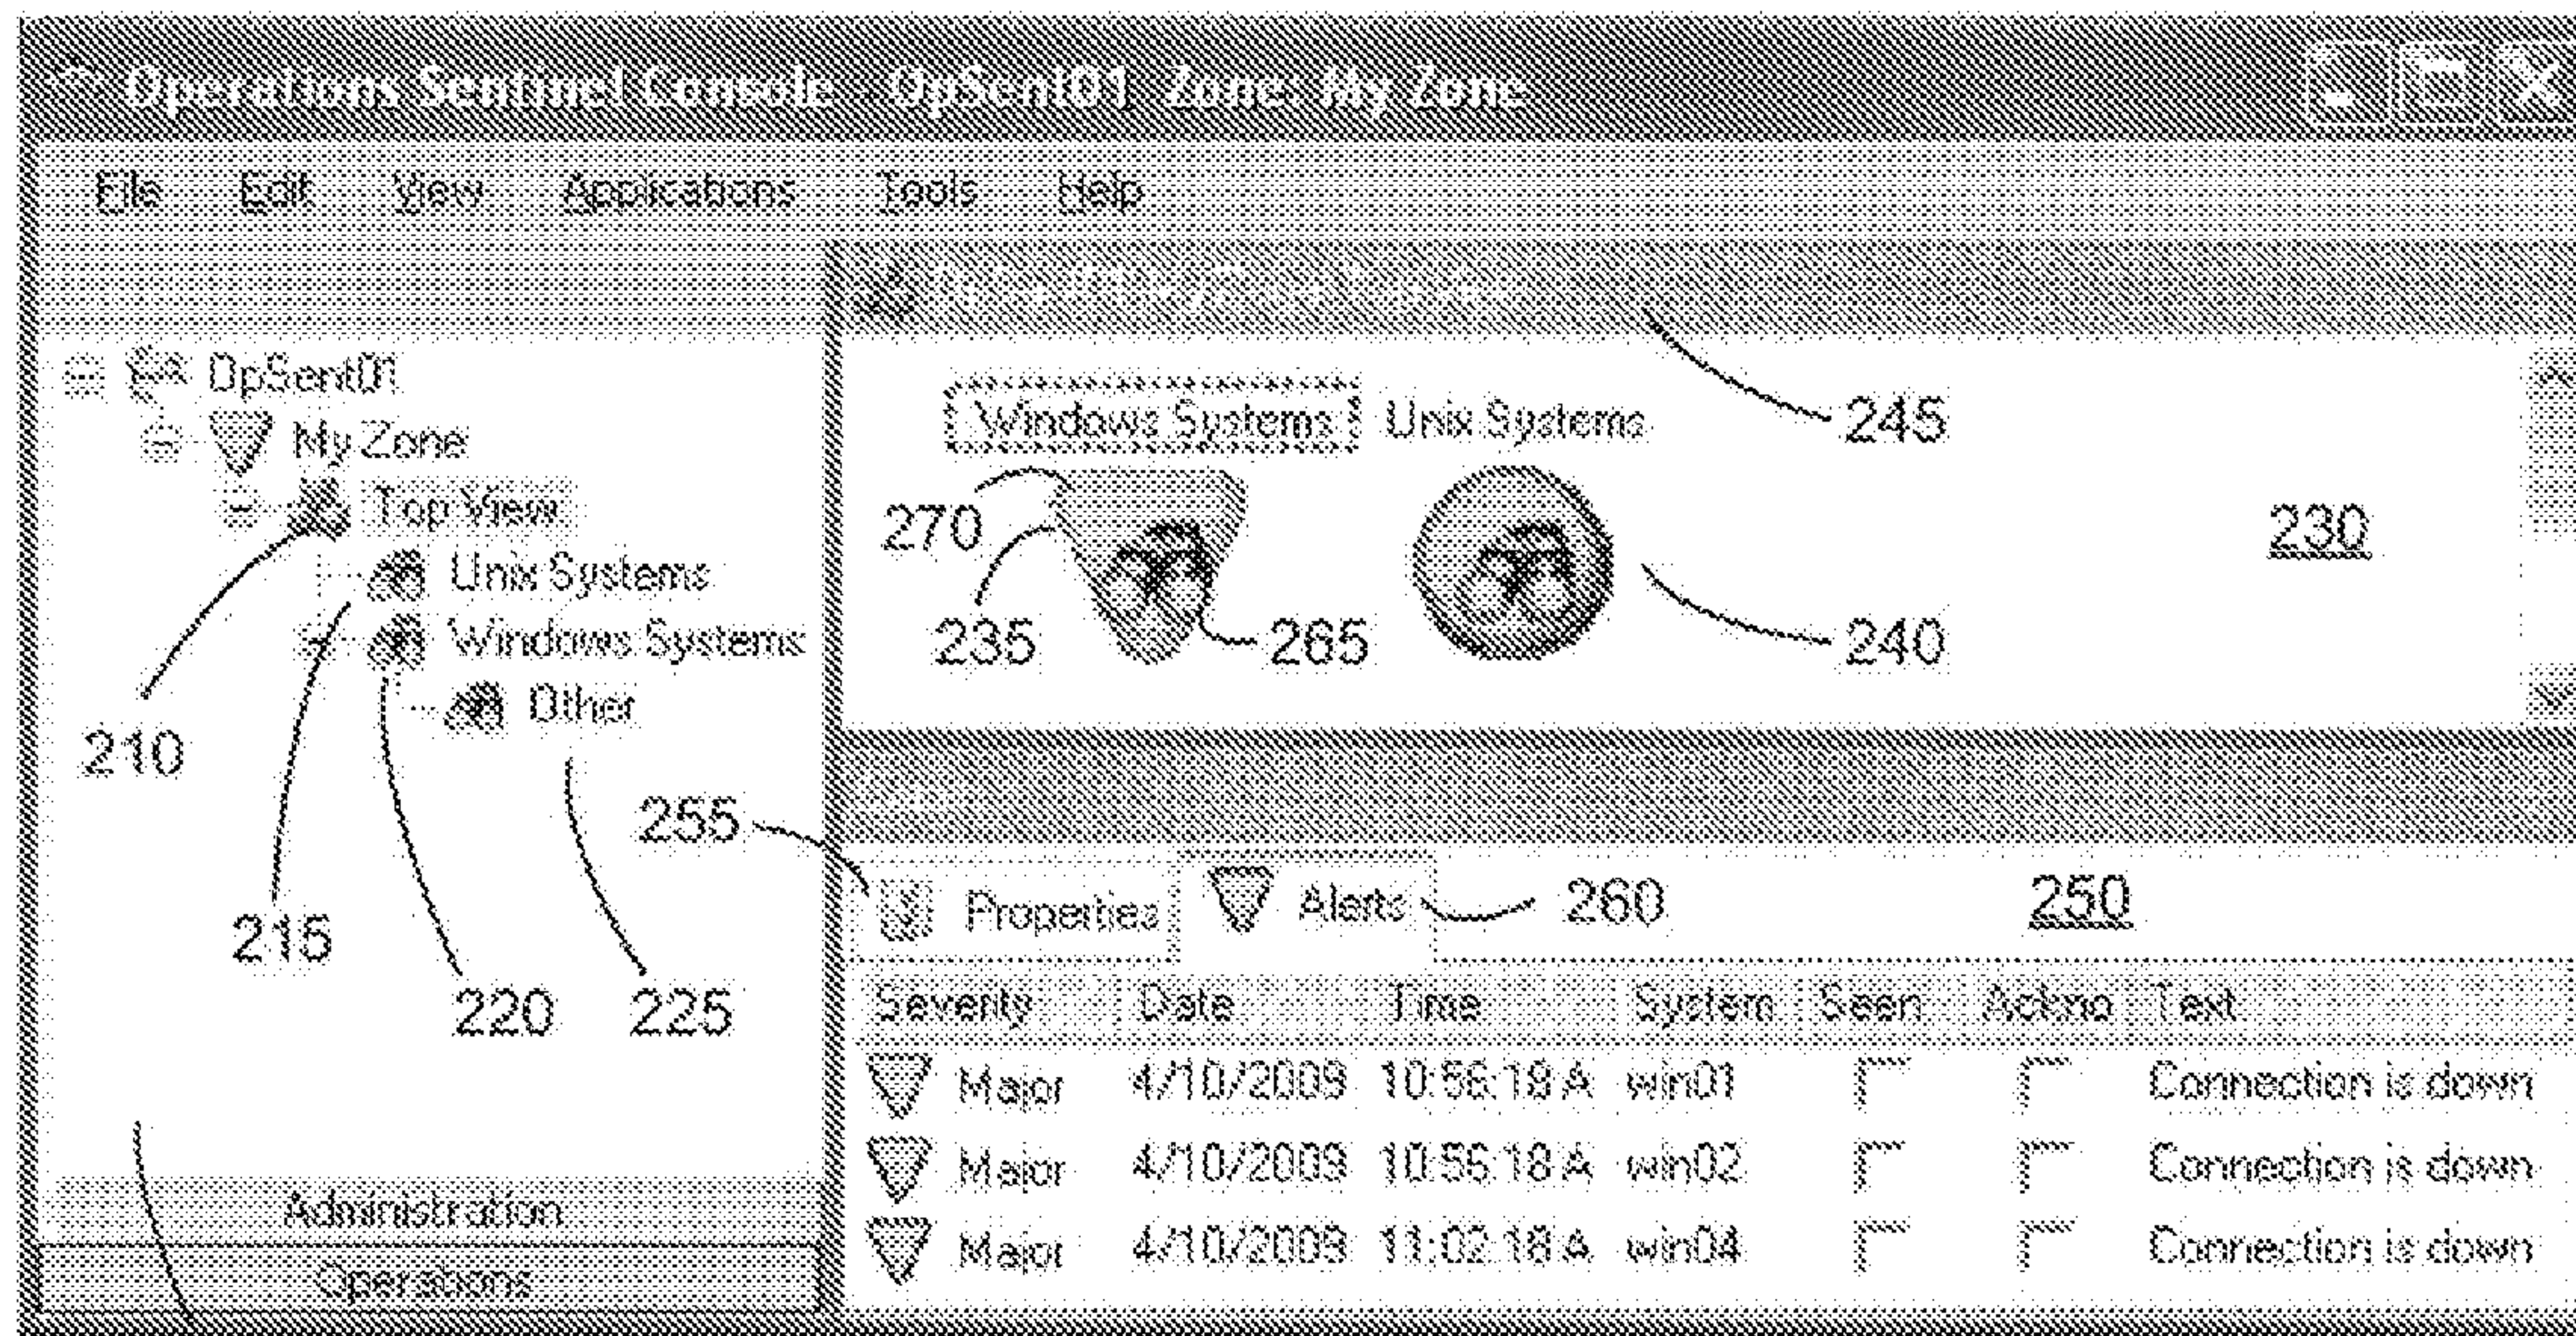 Operations Sentinel Console - OpSent01 Zone: My Zone
File Edit View Applications Tools Help
OpSent01
My Zone
Top View
Unix Systems
Windows Systems
Other
210
215
220
225
Administration
Operations
245
Windows Systems Unix Systems
270
230
235
265
240
255
Properties Alerts 260 250
Severity Date Time System Seen Ackno Text
Major 4/10/2009 10:56:18 A win01 Connection is down
Major 4/10/2009 10:56:18 A win02 Connection is down
Major 4/10/2009 11:02:18 A win04 Connection is down